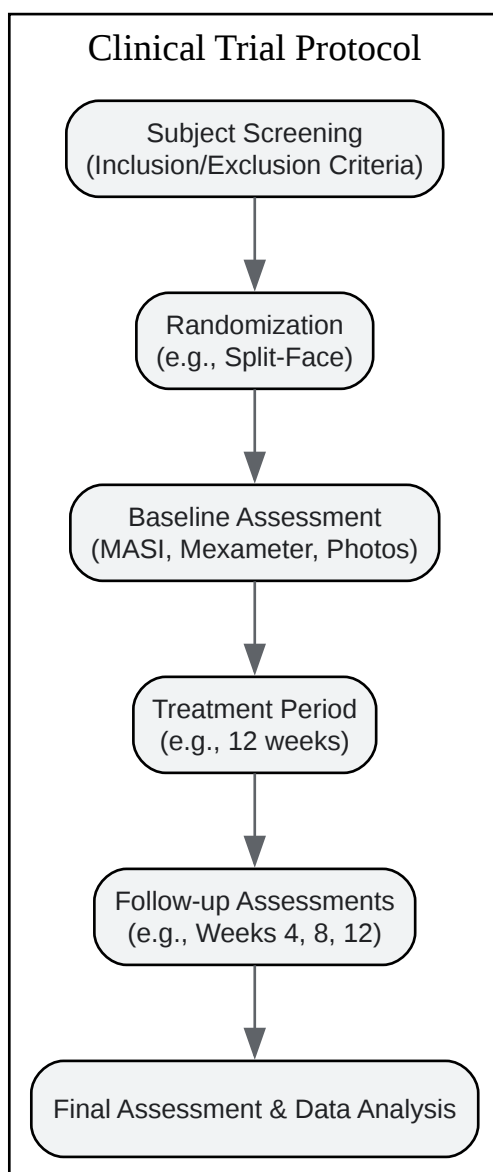 Clinical Trial Protocol
Subject Screening
(Inclusion/Exclusion Criteria)
Randomization
(e.g., Split-Face)
Baseline Assessment
(MASI, Mexameter, Photos)
Treatment Period
(e.g., 12 weeks)
Follow-up Assessments
(e.g., Weeks 4, 8, 12)
Final Assessment & Data Analysis